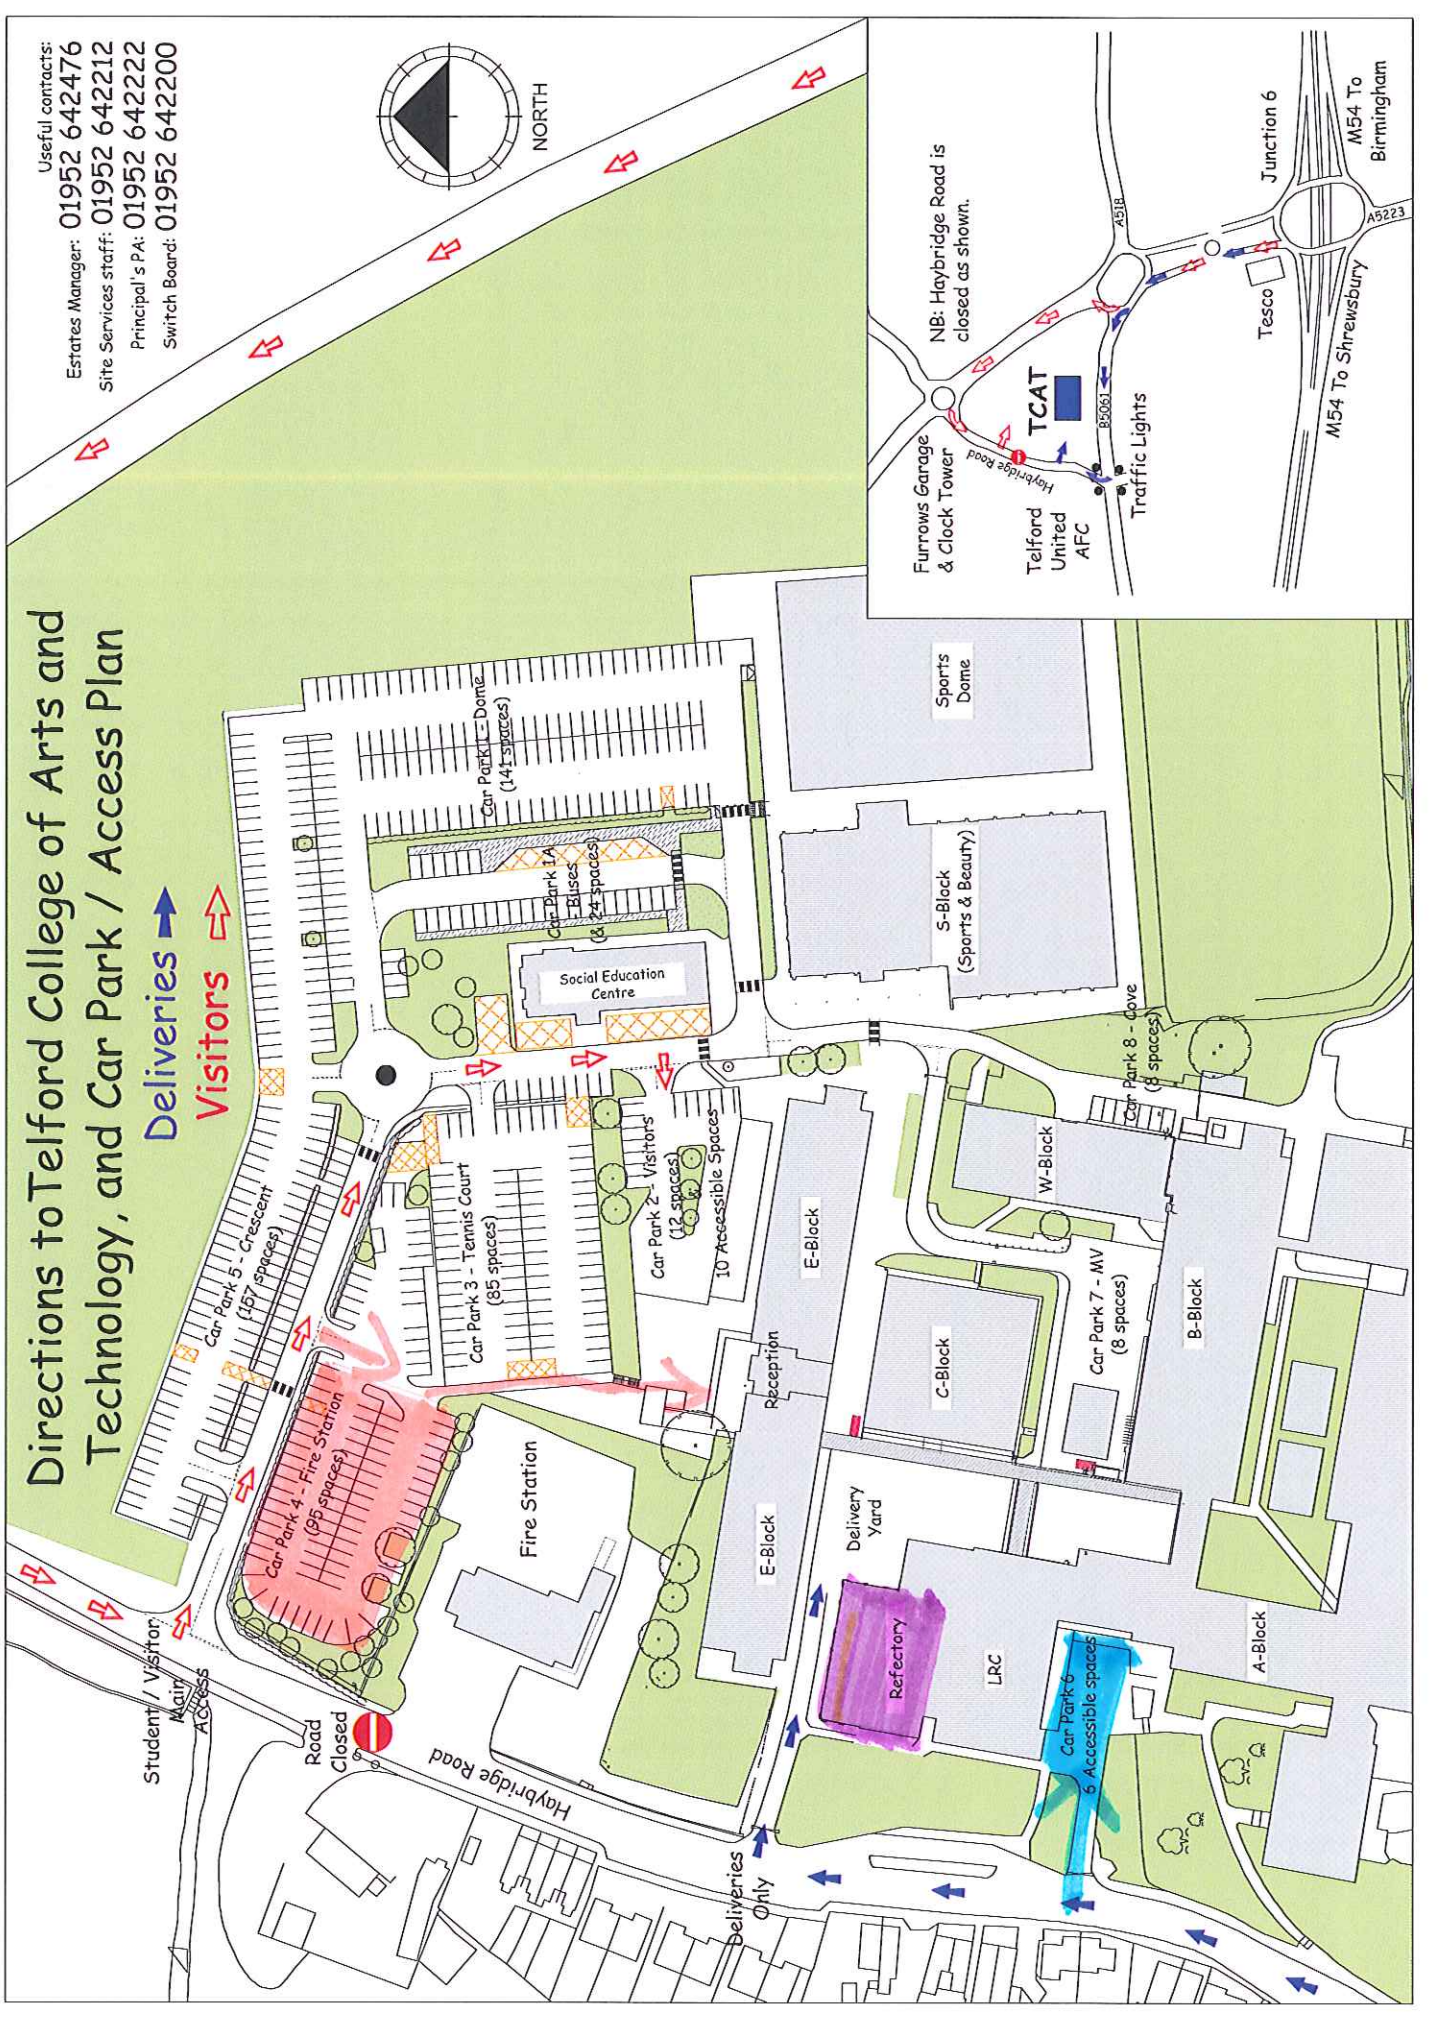 Directions to Telford College of Arts and
Technology, and Car Park / Access Plan
Deliveries
Visitors
Useful contacts:
Estates Manager: 01952 642476
Site Services staff: 01952 642212
Principal's PA: 01952 642222
Switch Board: 01952 642200
NORTH
Student / Visitor
Main
Access
Road
Closed
Haybridge Road
Car Park 5 - Crescent
(157 spaces)
Car Park 4 - Fire Station
(95 spaces)
Car Park 3 - Tennis Court
(85 spaces)
Car Park 1 - Dome
(141 spaces)
Car Park 1A
- Buses
(& 24 spaces)
Social Education
Centre
Car Park 2 - Visitors
(12 spaces)
&
10 Accessible Spaces
Fire Station
Reception
E-Block
E-Block
Sports
Dome
S-Block
(Sports & Beauty)
Car Park 8 - Cove
(8 spaces)
W-Block
C-Block
Car Park 7 - MV
(8 spaces)
B-Block
Delivery
Yard
Refectory
LRC
Car Park 6
6 Accessible spaces
A-Block
Deliveries
Only
NB: Haybridge Road is
closed as shown.
Furrows Garage
& Clock Tower
Haybridge Road
TCAT
Telford
United
AFC
B5061
Traffic Lights
A518
Tesco
Junction 6
M54 To
Birmingham
A5223
M54 To Shrewsbury